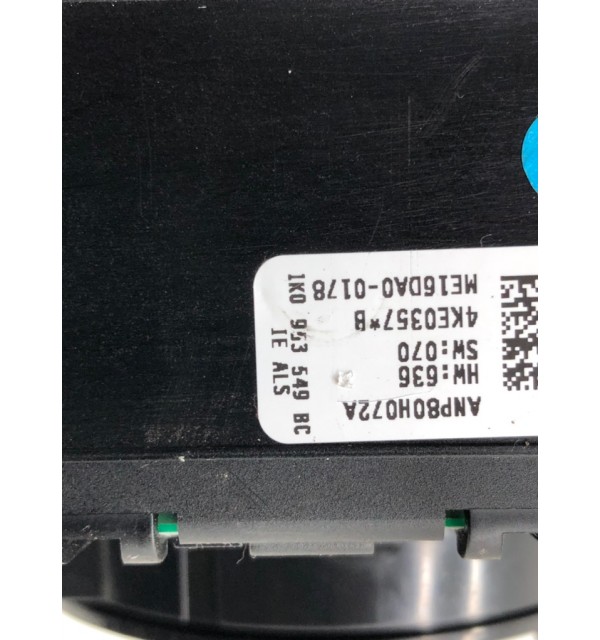 ANP80H072A
HW:636
SW:070
4KE0357*B
ME16DA0-0178
1K0 953 549 BC
IE ALS